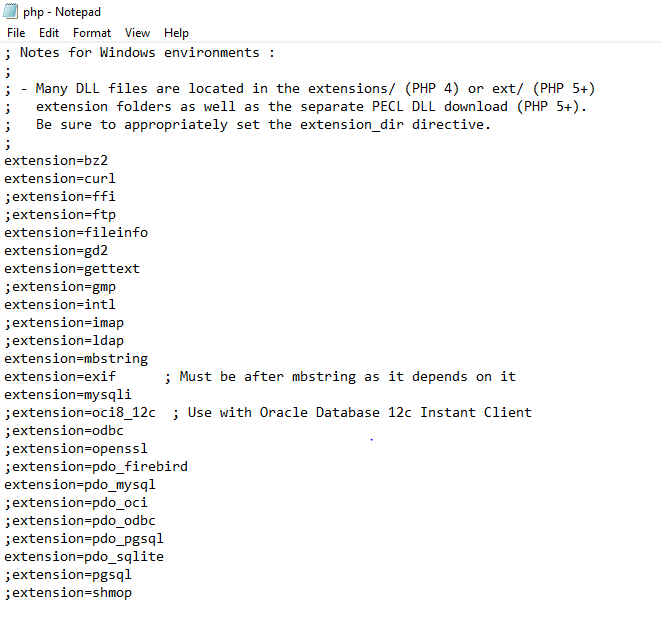 php - Notepad
File Edit Format View Help
; Notes for Windows environments :
;
; - Many DLL files are located in the extensions/ (PHP 4) or ext/ (PHP 5+)
;   extension folders as well as the separate PECL DLL download (PHP 5+).
;   Be sure to appropriately set the extension_dir directive.
;
extension=bz2
extension=curl
;extension=ffi
;extension=ftp
extension=fileinfo
extension=gd2
extension=gettext
;extension=gmp
extension=intl
;extension=imap
;extension=ldap
extension=mbstring
extension=exif      ; Must be after mbstring as it depends on it
extension=mysqli
;extension=oci8_12c  ; Use with Oracle Database 12c Instant Client
;extension=odbc
;extension=openssl
;extension=pdo_firebird
extension=pdo_mysql
;extension=pdo_oci
;extension=pdo_odbc
;extension=pdo_pgsql
extension=pdo_sqlite
;extension=pgsql
;extension=shmop